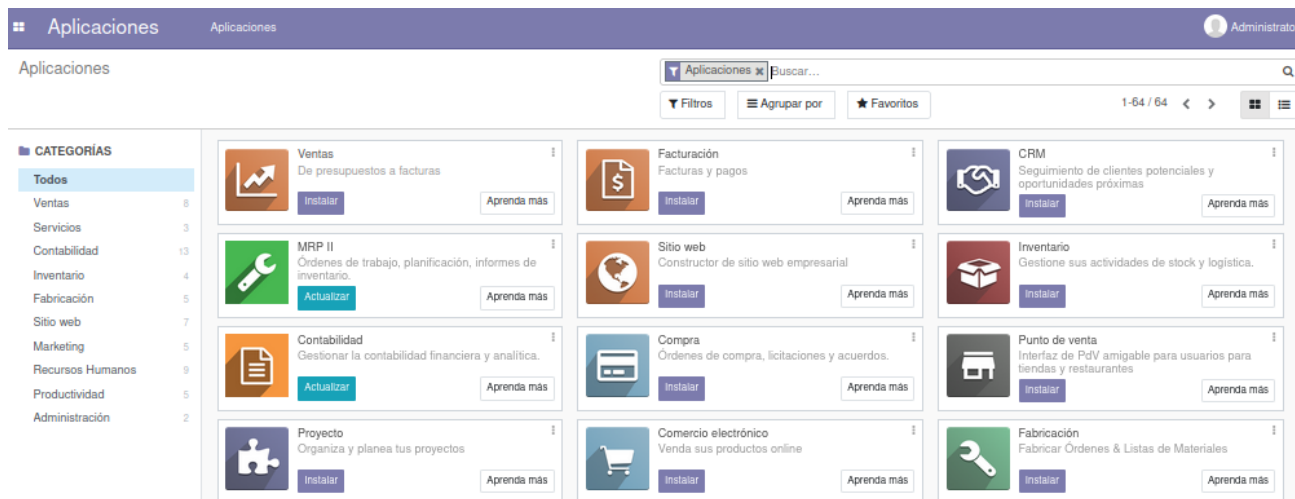 Aplicaciones Aplicaciones Administrato
Aplicaciones
Aplicaciones x Buscar...
Filtros Agrupar por Favoritos 1-64 / 64
CATEGORÍAS
Todos
Ventas 8
Servicios 3
Contabilidad 13
Inventario 4
Fabricación 5
Sitio web 7
Marketing 5
Recursos Humanos 9
Productividad 5
Administración 2
Ventas
De presupuestos a facturas
Instalar Aprenda más
Facturación
Facturas y pagos
Instalar Aprenda más
CRM
Seguimiento de clientes potenciales y
oportunidades próximas
Instalar Aprenda más
MRP II
Órdenes de trabajo, planificación, informes de
inventario.
Actualizar Aprenda más
Sitio web
Constructor de sitio web empresarial
Instalar Aprenda más
Inventario
Gestione sus actividades de stock y logística.
Instalar Aprenda más
Contabilidad
Gestionar la contabilidad financiera y analítica.
Actualizar Aprenda más
Compra
Órdenes de compra, licitaciones y acuerdos.
Instalar Aprenda más
Punto de venta
Interfaz de PdV amigable para usuarios para
tiendas y restaurantes
Instalar Aprenda más
Proyecto
Organiza y planea tus proyectos
Instalar Aprenda más
Comercio electrónico
Venda sus productos online
Instalar Aprenda más
Fabricación
Fabricar Órdenes & Listas de Materiales
Instalar Aprenda más